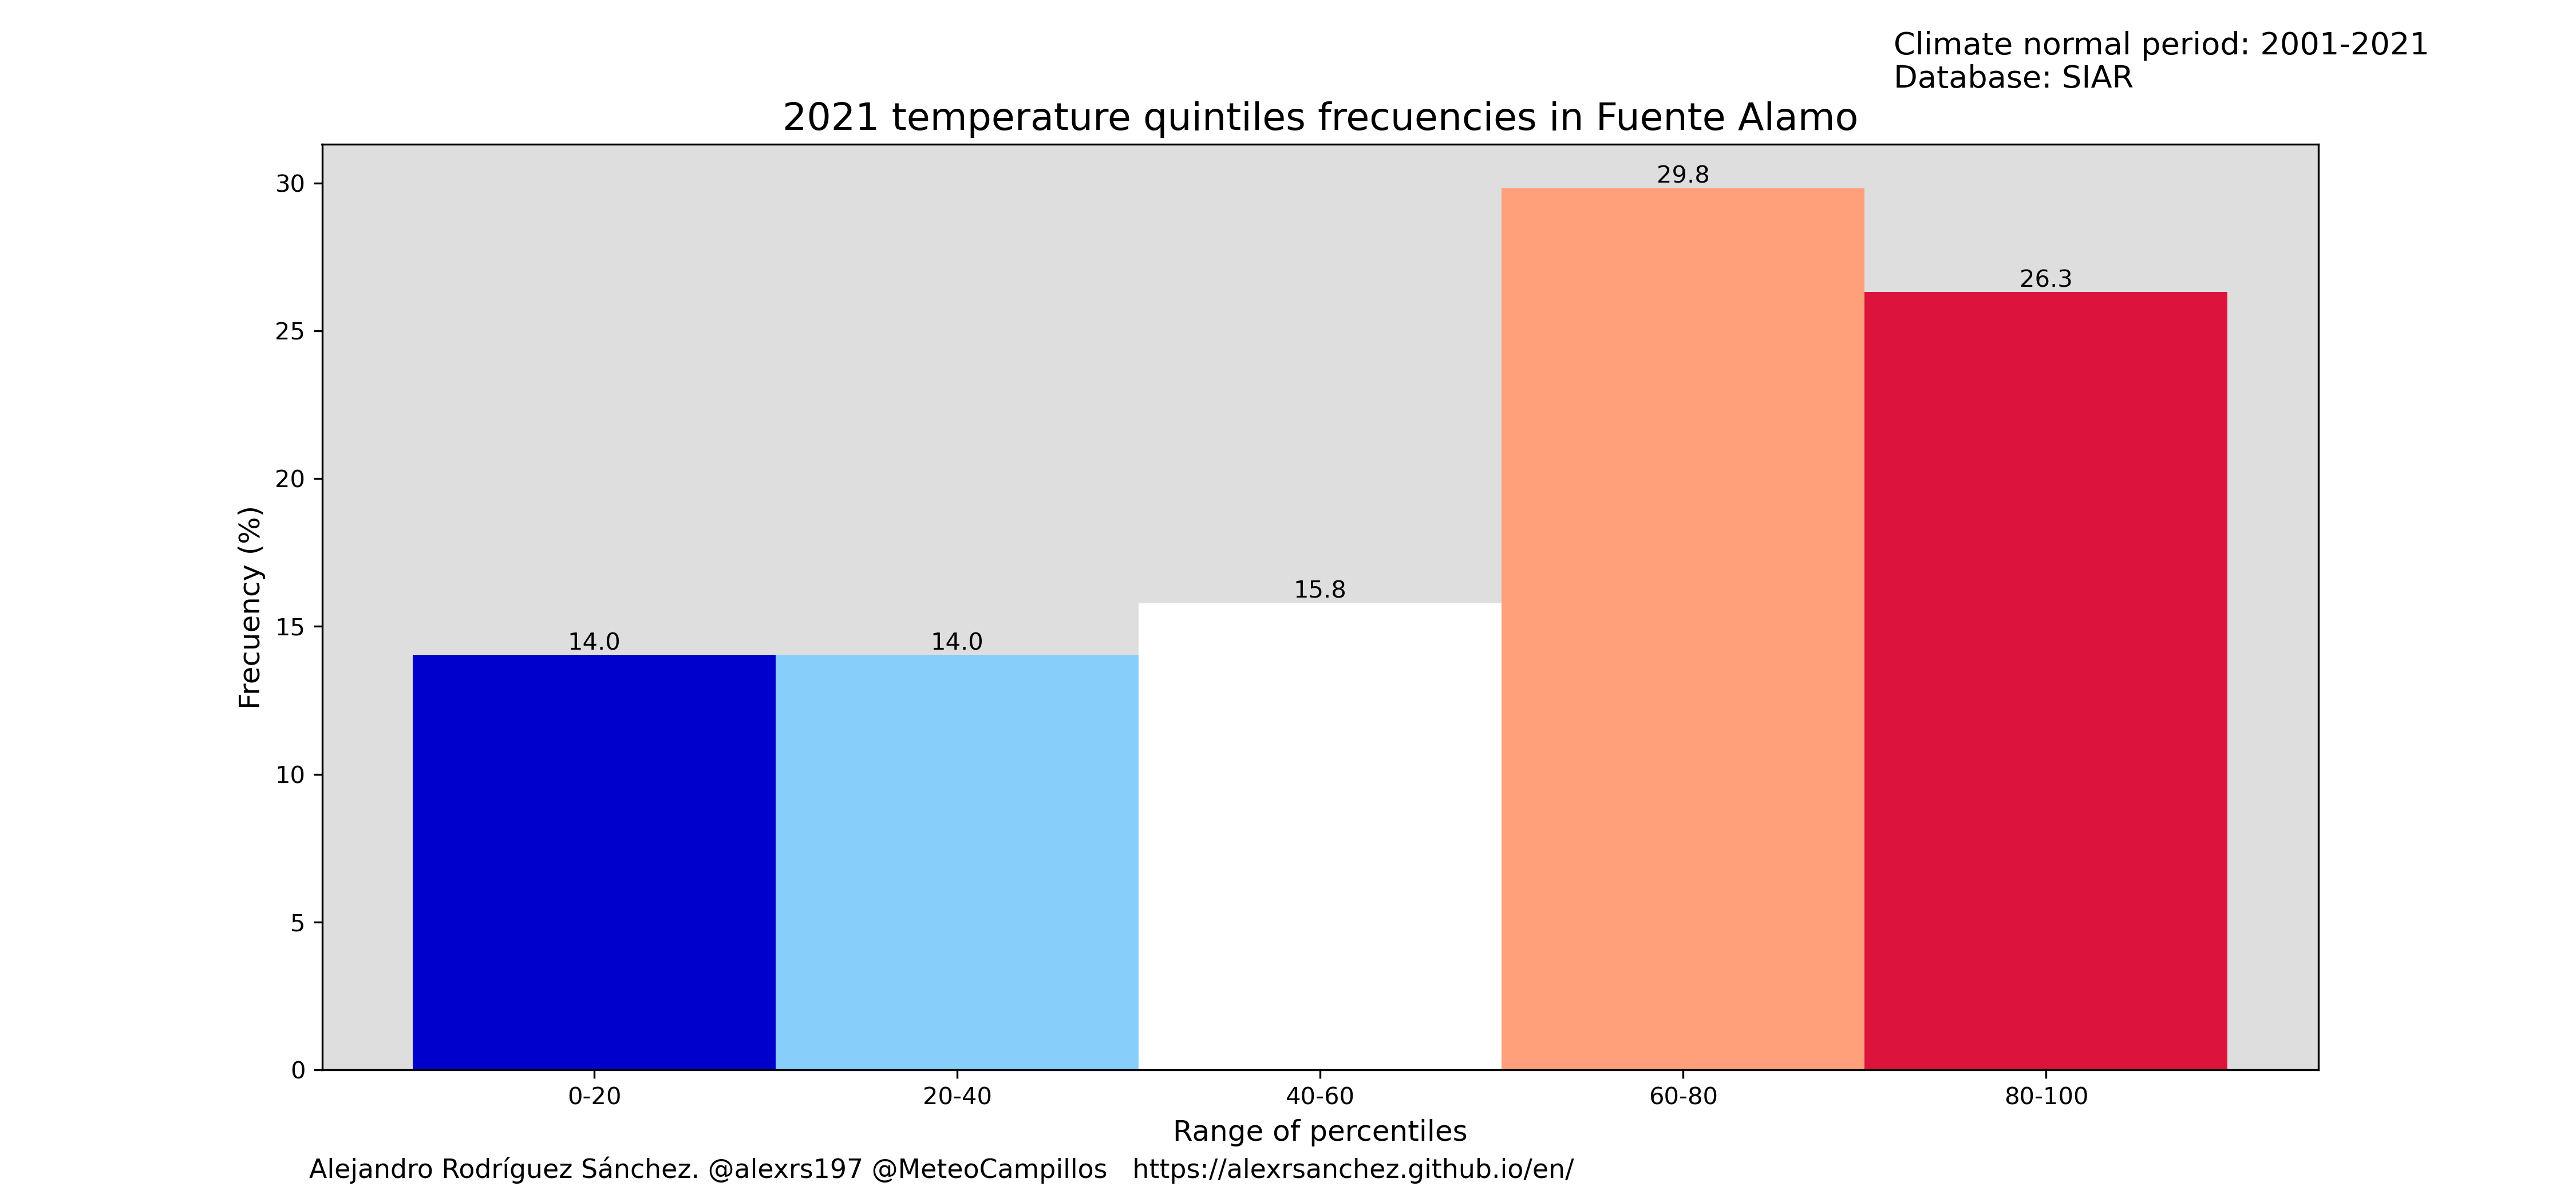 Climate normal period: 2001-2021
Database: SIAR
2021 temperature quintiles frecuencies in Fuente Alamo
Frecuency (%)
30
25
20
15
10
5
0
14.0
14.0
15.8
29.8
26.3
0-20
20-40
40-60
60-80
80-100
Range of percentiles
Alejandro Rodríguez Sánchez. @alexrs197 @MeteoCampillos https://alexrsanchez.github.io/en/